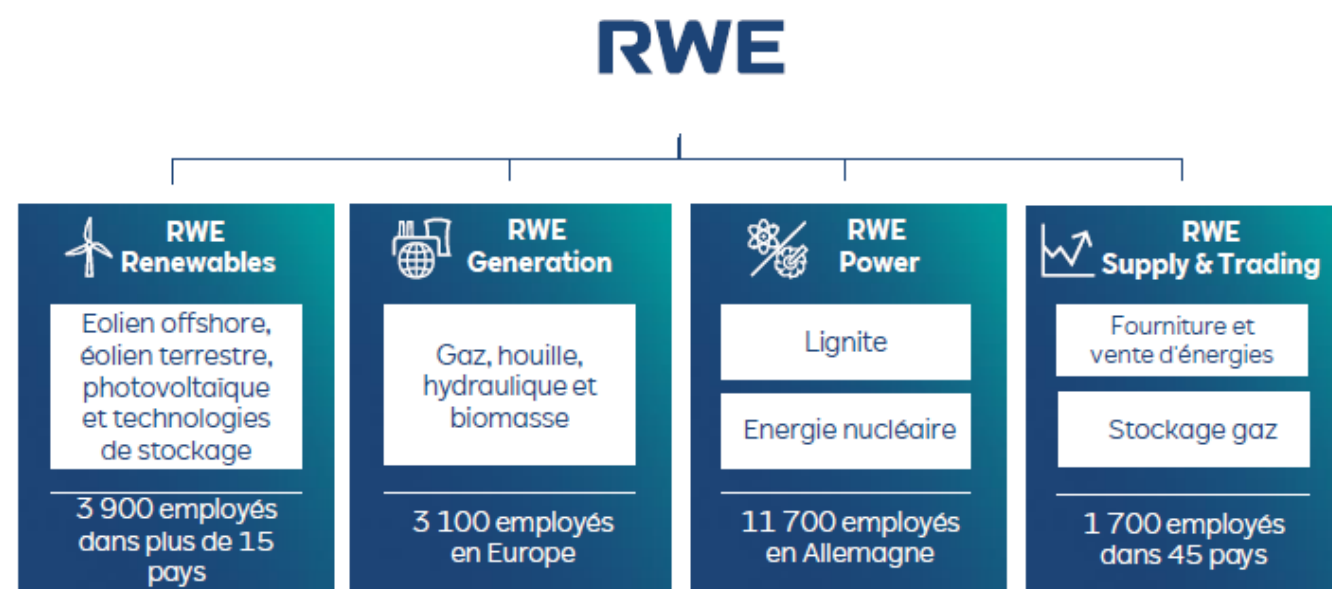 RWE
RWE
Renewables
Eolien offshore,
éolien terrestre,
photovoltaïque
et technologies
de stockage
3 900 employés
dans plus de 15
pays
RWE
Generation
Gaz, houille,
hydraulique et
biomasse
3 100 employés
en Europe
RWE
Power
Lignite
Energie nucléaire
11 700 employés
en Allemagne
RWE
Supply & Trading
Fourniture et
vente d'énergies
Stockage gaz
1 700 employés
dans 45 pays